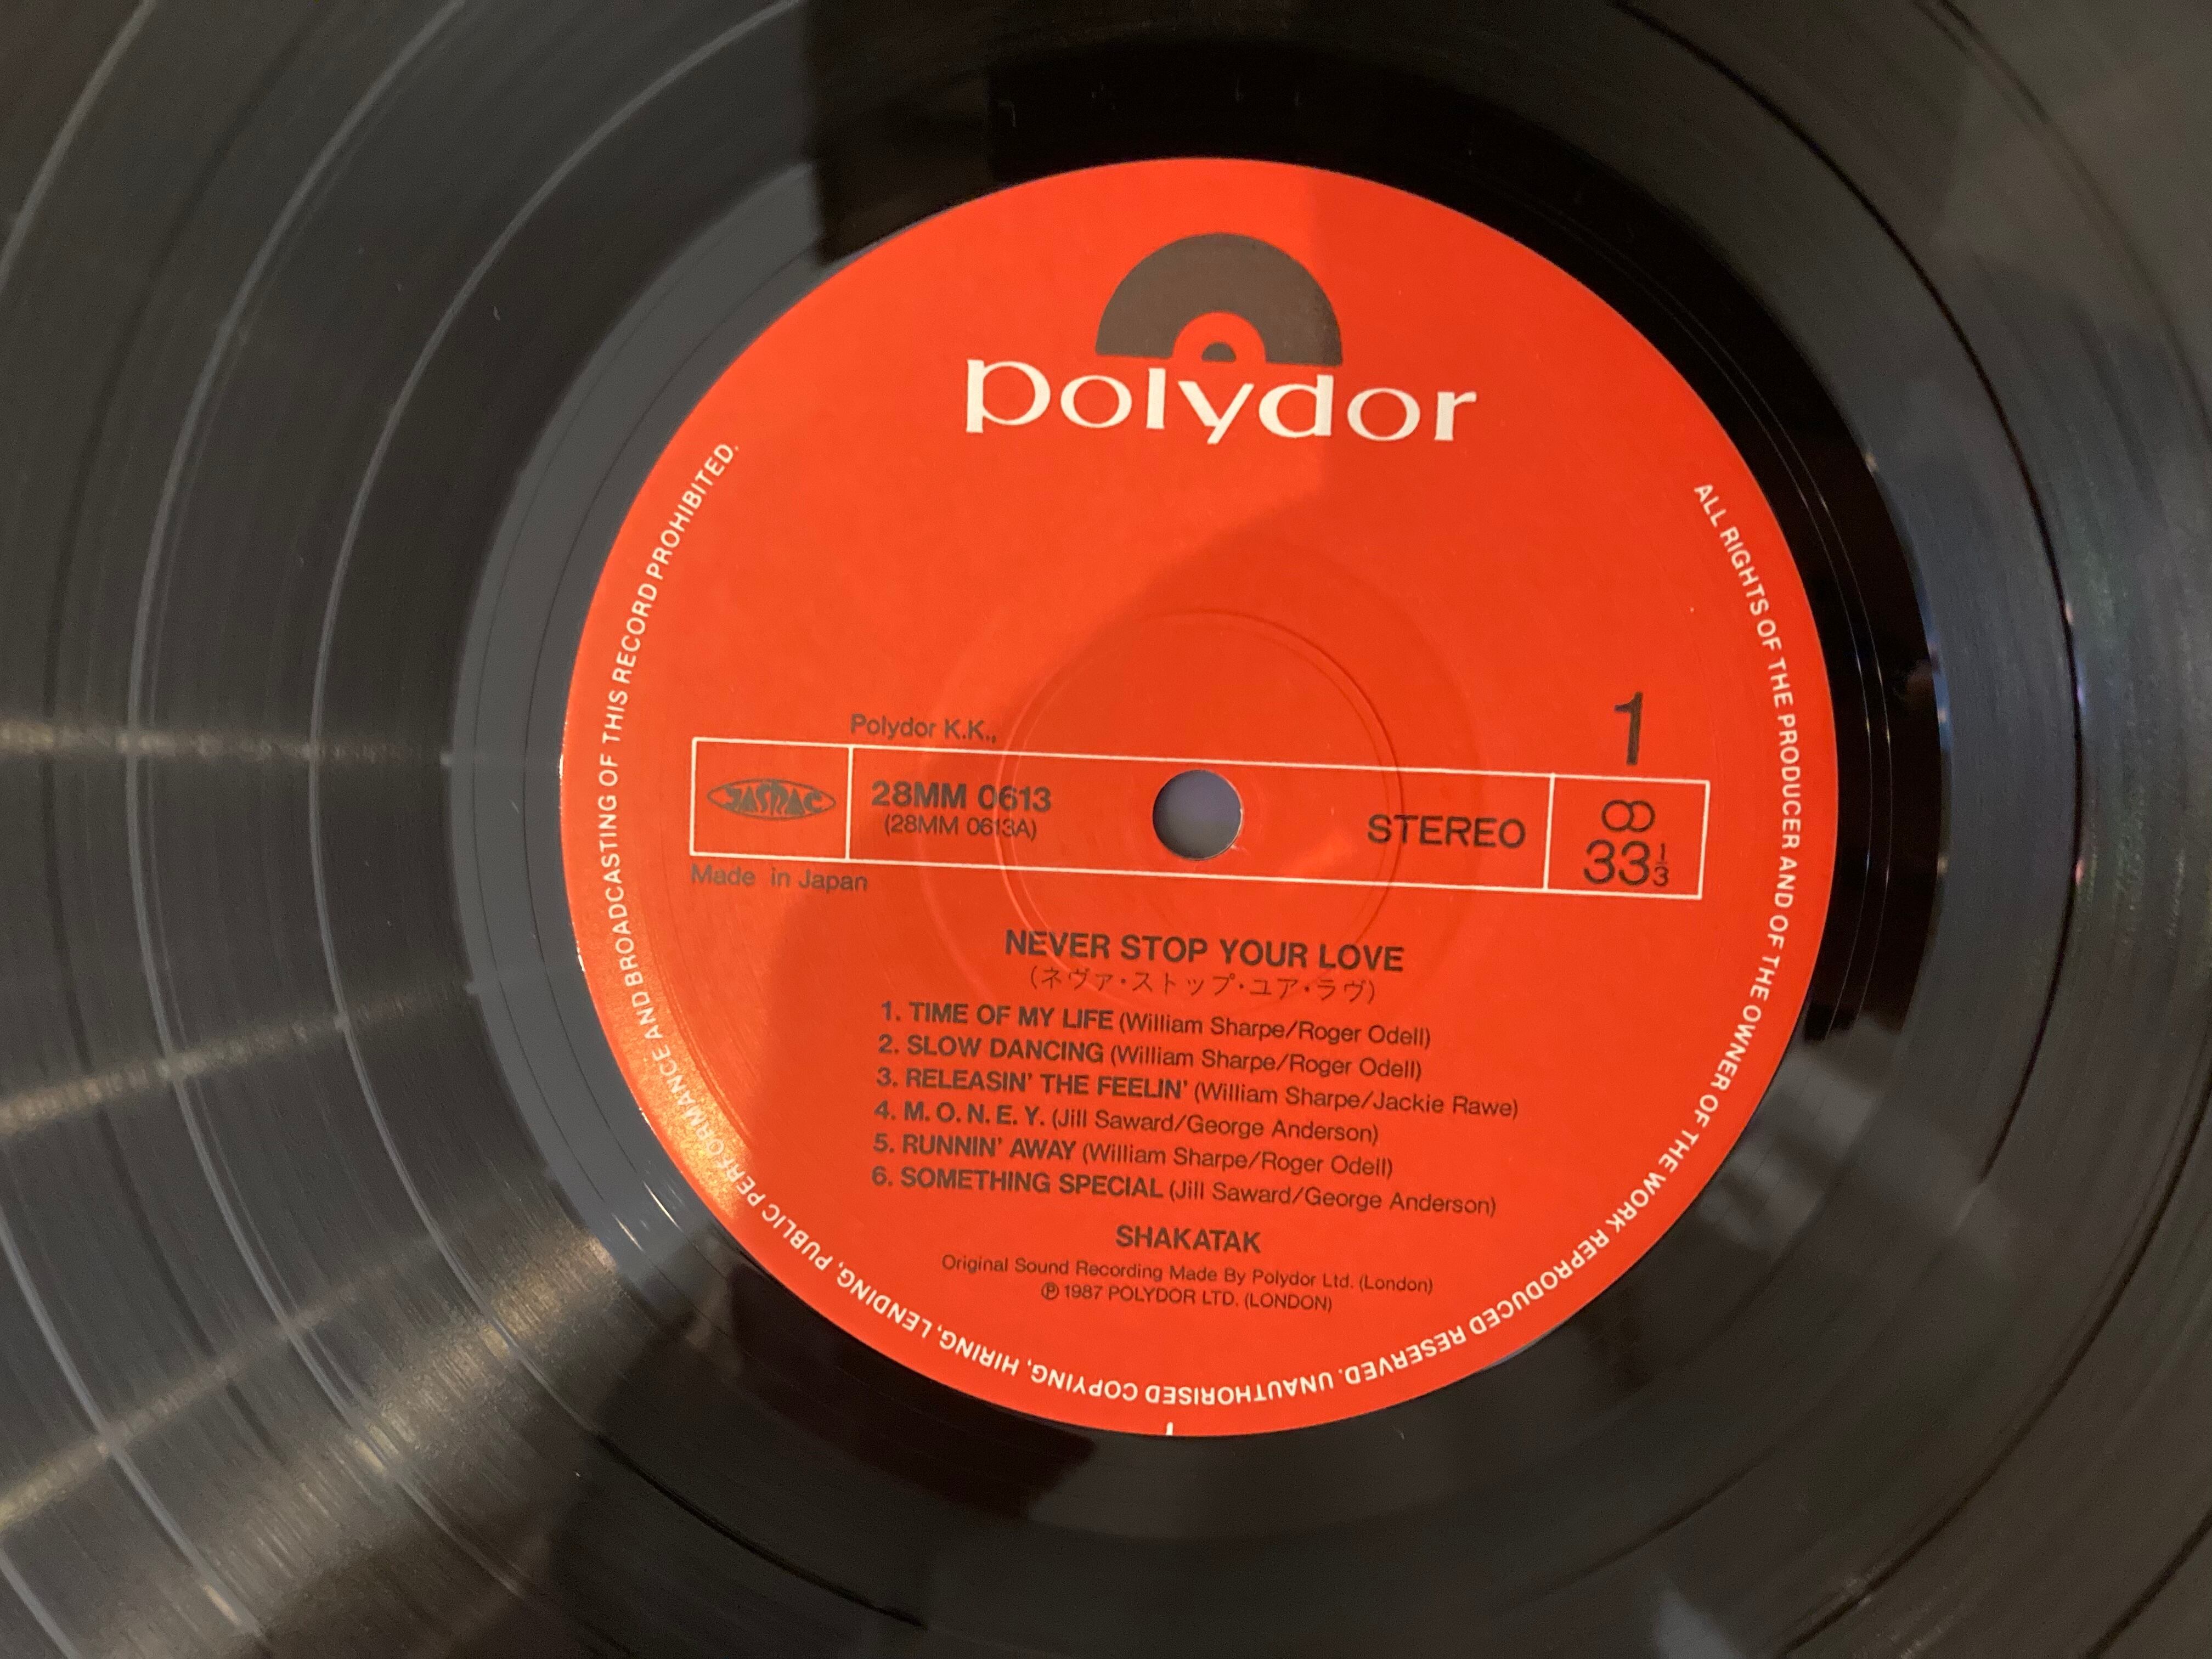 polydor
ALL RIGHTS OF THE PRODUCER AND OF THE OWNER OF THE WORK REPRODUCED RESERVED. UNAUTHORISED COPYING, HIRING, LENDING, PUBLIC PERFORMANCE AND BROADCASTING OF THIS RECORD PROHIBITED.
1
Polydor K.K.,
JASRAC
28MM 0613
(28MM 0613A)
STEREO
33 1/3
Made in Japan
NEVER STOP YOUR LOVE
(ネヴァ・ストップ・ユア・ラヴ)
1. TIME OF MY LIFE (William Sharpe/Roger Odell)
2. SLOW DANCING (William Sharpe/Roger Odell)
3. RELEASIN' THE FEELIN' (William Sharpe/Jackie Rawe)
4. M. O. N. E. Y. (Jill Saward/George Anderson)
5. RUNNIN' AWAY (William Sharpe/Roger Odell)
6. SOMETHING SPECIAL (Jill Saward/George Anderson)
SHAKATAK
Original Sound Recording Made By Polydor Ltd. (London)
℗ 1987 POLYDOR LTD. (LONDON)